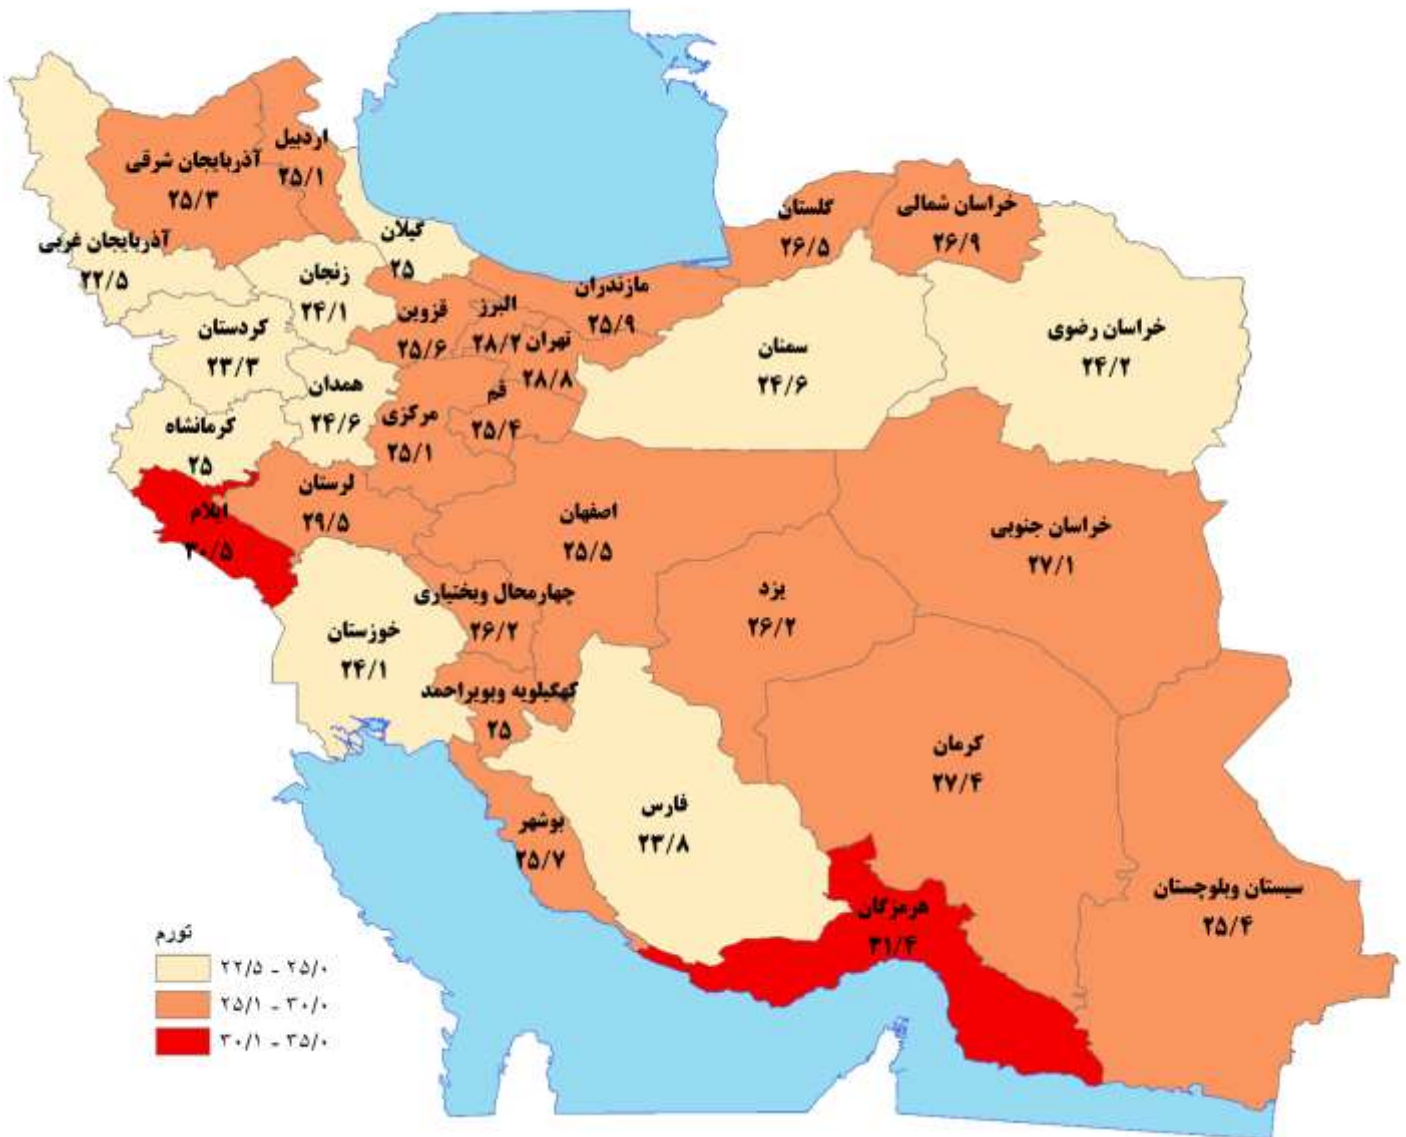 اردبیل
۲۵/۱
آذربایجان شرقی
۲۵/۳
خراسان شمالی
۲۶/۹
گلستان
۲۶/۵
گیلان
۲۵
آذربایجان غربی
۲۲/۵
زنجان
۲۴/۱
مازندران
۲۵/۹
البرز
۲۸/۲
قزوین
۲۵/۶
تهران
۲۸/۸
کردستان
۲۳/۳
خراسان رضوی
۲۴/۲
سمنان
۲۴/۶
همدان
۲۴/۶
قم
۲۵/۴
مرکزی
۲۵/۱
کرمانشاه
۲۵
لرستان
۲۹/۵
ایلام
۳۰/۵
اصفهان
۲۵/۵
خراسان جنوبی
۲۷/۱
یزد
۲۶/۲
چهارمحال وبختیاری
۲۶/۲
خوزستان
۲۴/۱
کهگیلویه وبویراحمد
۲۵
کرمان
۲۷/۴
فارس
۲۳/۸
بوشهر
۲۵/۷
سیستان وبلوچستان
۲۵/۴
هرمزگان
۳۱/۴
تورم
۲۲/۵ - ۲۵/۰
۲۵/۱ - ۳۰/۰
۳۰/۱ - ۳۵/۰